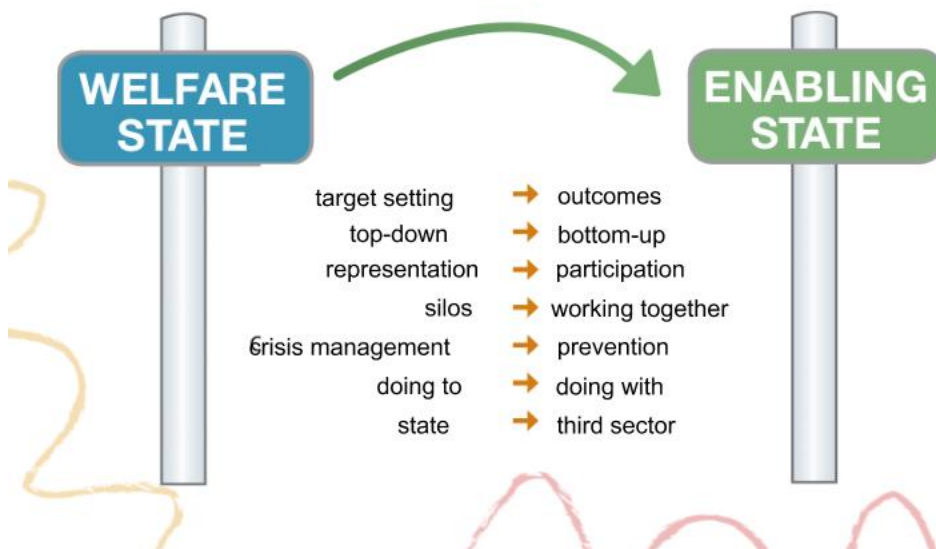 WELFARE
STATE
ENABLING
STATE
target setting → outcomes
top-down → bottom-up
representation → participation
silos → working together
crisis management → prevention
doing to → doing with
state → third sector